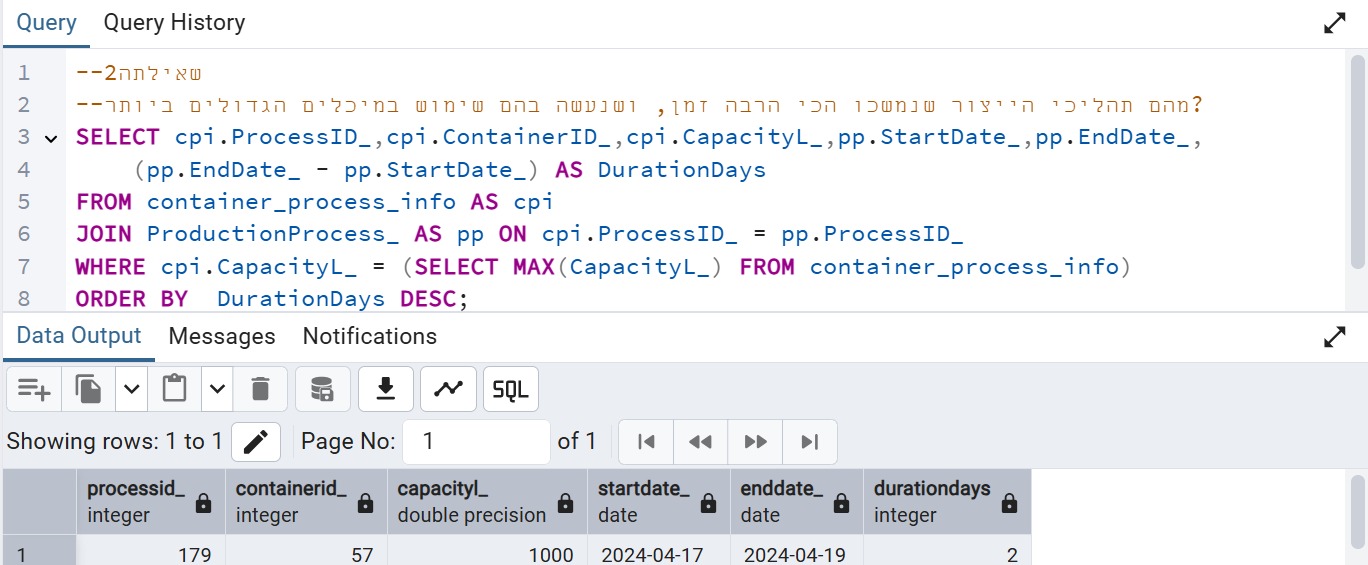 Query Query History
1 --שאילתה2
2 --מהם תהליכי הייצור שנמשכו הכי הרבה זמן, ושנעשה בהם שימוש במיכלים הגדולים ביותר?
3 SELECT cpi.ProcessID_,cpi.ContainerID_,cpi.CapacityL_,pp.StartDate_,pp.EndDate_,
4 (pp.EndDate_ - pp.StartDate_) AS DurationDays
5 FROM container_process_info AS cpi
6 JOIN ProductionProcess_ AS pp ON cpi.ProcessID_ = pp.ProcessID_
7 WHERE cpi.CapacityL_ = (SELECT MAX(CapacityL_) FROM container_process_info)
8 ORDER BY DurationDays DESC;
Data Output Messages Notifications
SQL
Showing rows: 1 to 1 Page No: 1 of 1
processid_ containerid_ capacityl_ startdate_ enddate_ durationdays
integer integer double precision date date integer
1 179 57 1000 2024-04-17 2024-04-19 2